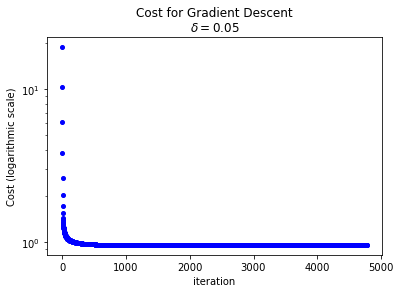 Cost for Gradient Descent
δ = 0.05
Cost (logarithmic scale)
10¹
10⁰
0 1000 2000 3000 4000 5000
iteration